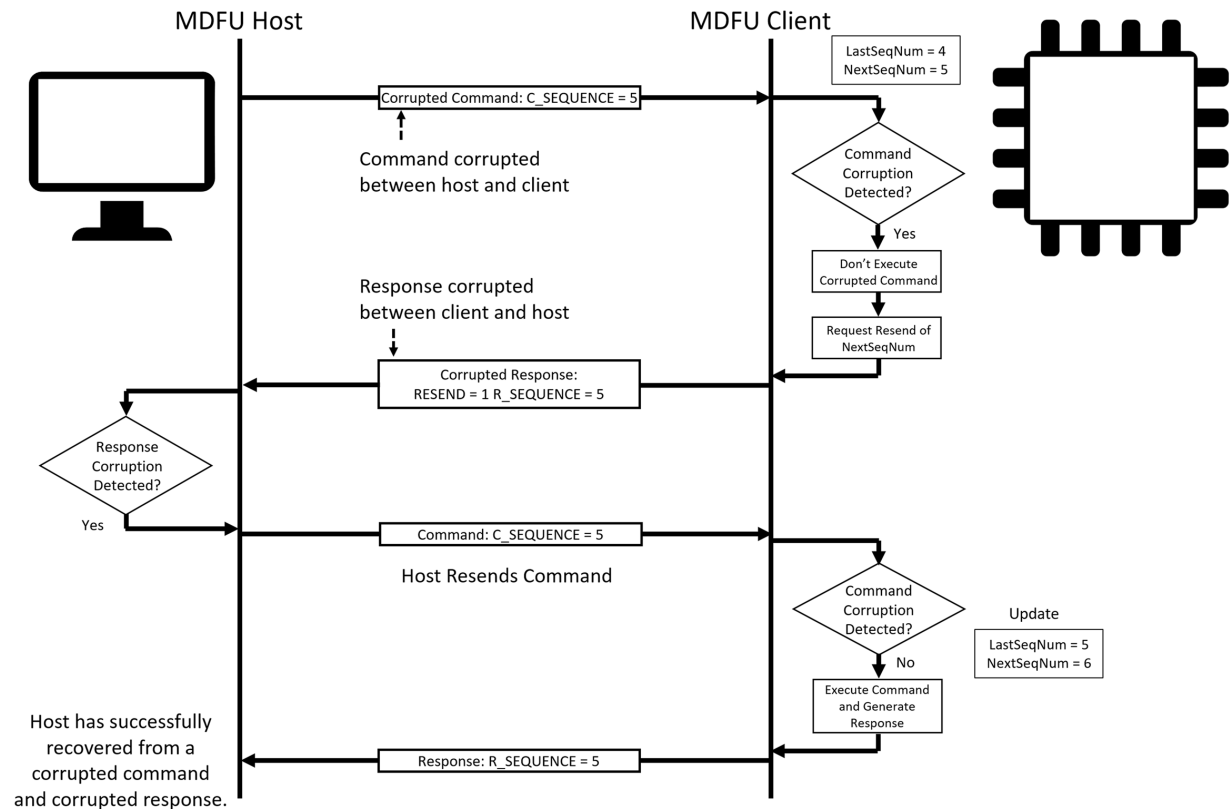 MDFU Host
MDFU Client
LastSeqNum = 4
NextSeqNum = 5
Corrupted Command: C_SEQUENCE = 5
Command corrupted
between host and client
Command
Corruption
Detected?
Yes
Don’t Execute
Corrupted Command
Request Resend of
NextSeqNum
Response corrupted
between client and host
Corrupted Response:
RESEND = 1 R_SEQUENCE = 5
Response
Corruption
Detected?
Yes
Command: C_SEQUENCE = 5
Host Resends Command
Command
Corruption
Detected?
Update
LastSeqNum = 5
NextSeqNum = 6
No
Execute Command
and Generate
Response
Response: R_SEQUENCE = 5
Host has successfully
recovered from a
corrupted command
and corrupted response.